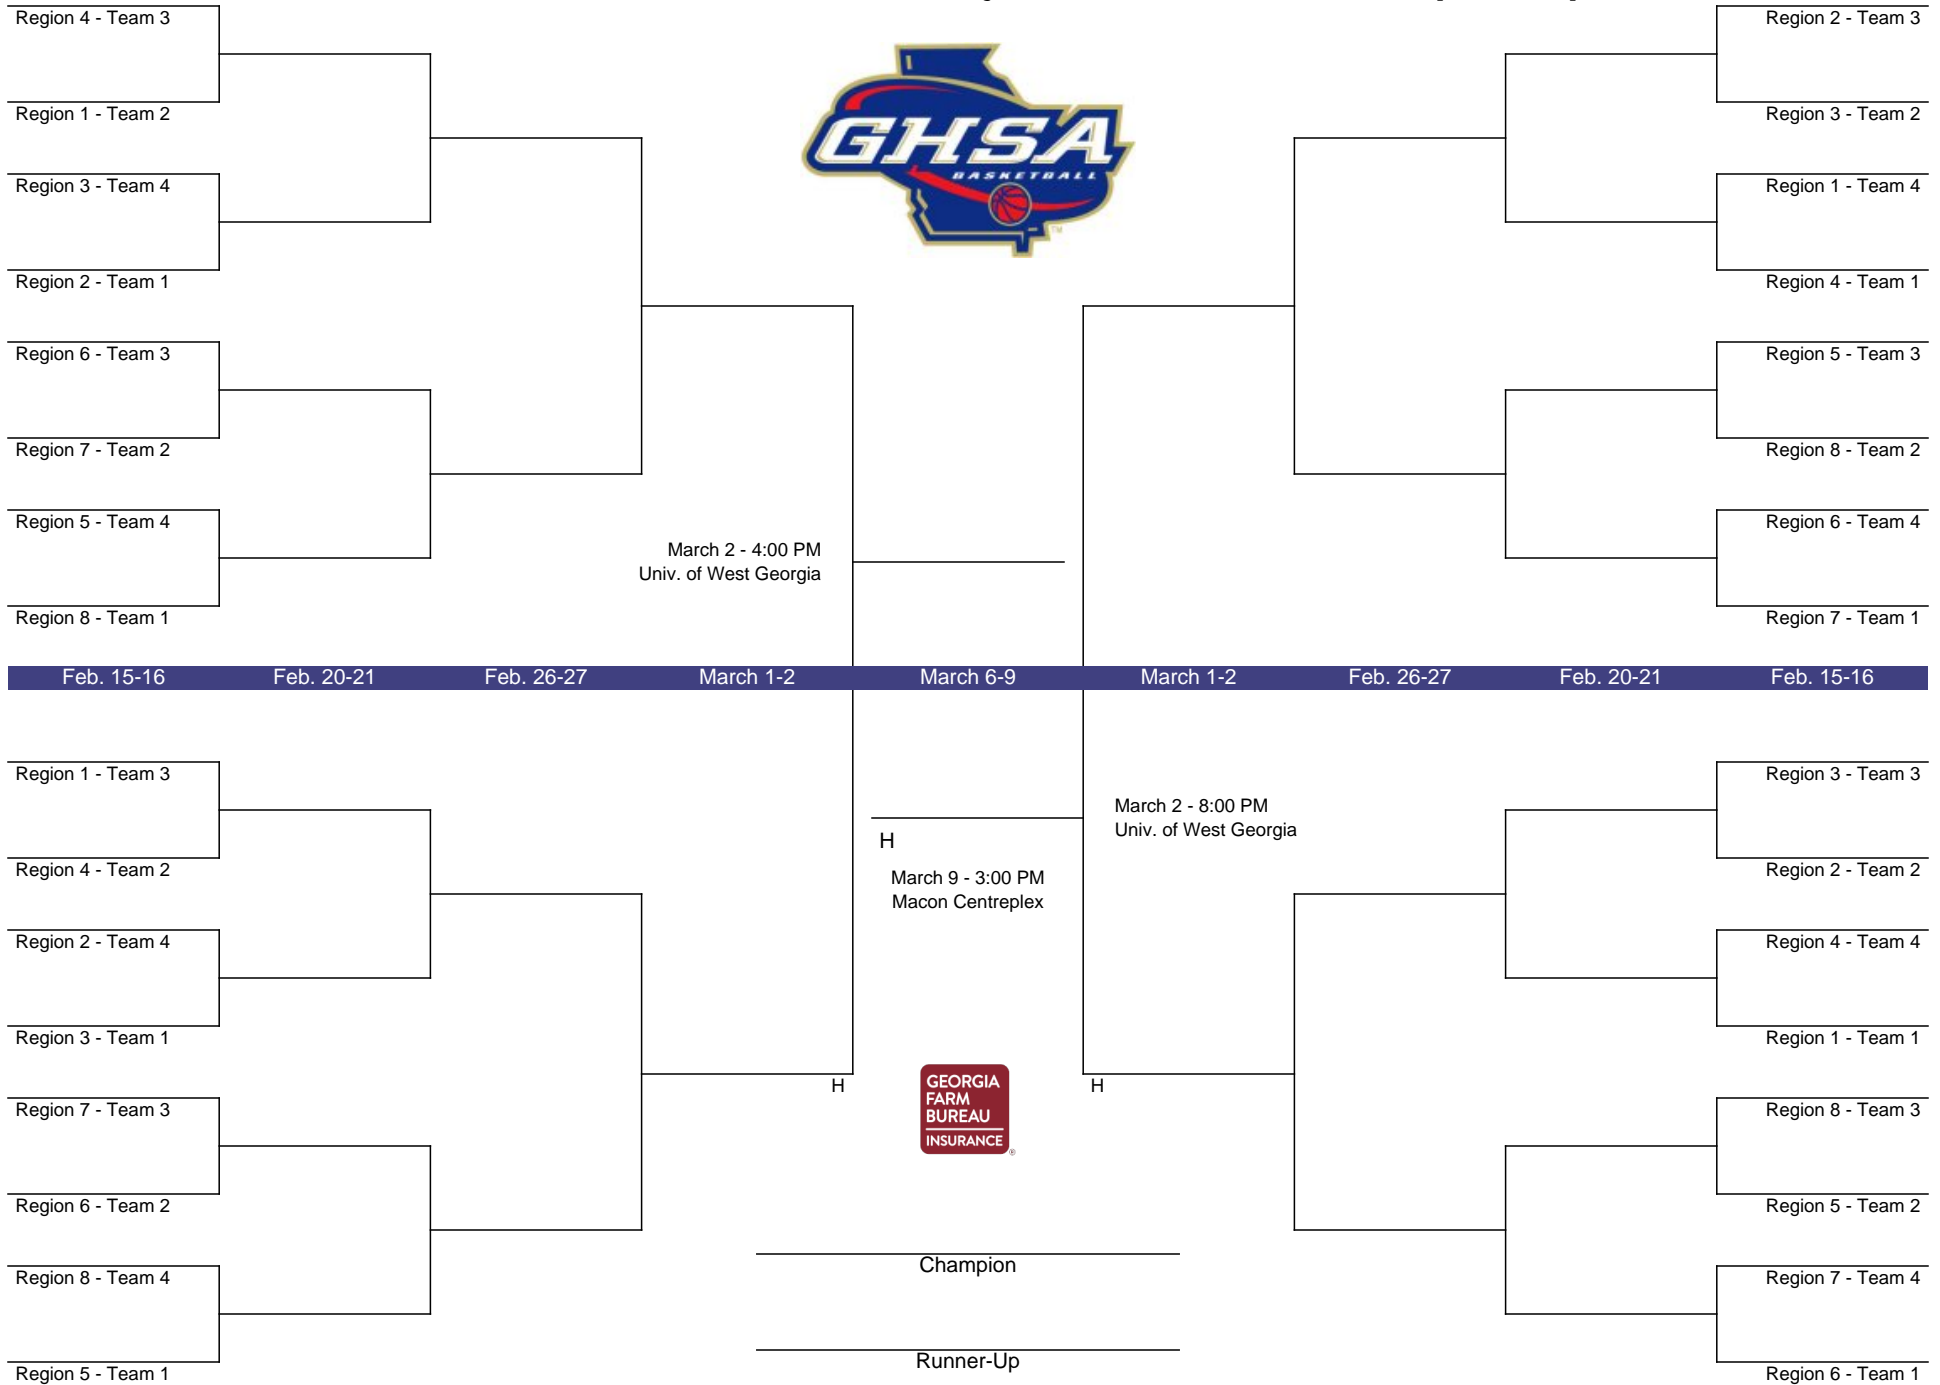 Region 4 - Team 3
Region 1 - Team 2
Region 3 - Team 4
Region 2 - Team 1
Region 6 - Team 3
Region 7 - Team 2
Region 5 - Team 4
Region 8 - Team 1
GHSA
BASKETBALL
TM
Region 2 - Team 3
Region 3 - Team 2
Region 1 - Team 4
Region 4 - Team 1
Region 5 - Team 3
Region 8 - Team 2
Region 6 - Team 4
Region 7 - Team 1
March 2 - 4:00 PM
Univ. of West Georgia
Feb. 15-16 Feb. 20-21 Feb. 26-27 March 1-2 March 6-9 March 1-2 Feb. 26-27 Feb. 20-21 Feb. 15-16
Region 1 - Team 3
Region 4 - Team 2
Region 2 - Team 4
Region 3 - Team 1
Region 7 - Team 3
Region 6 - Team 2
Region 8 - Team 4
Region 5 - Team 1
H
March 9 - 3:00 PM
Macon Centreplex
March 2 - 8:00 PM
Univ. of West Georgia
H
H
GEORGIA
FARM
BUREAU
INSURANCE
®
Champion
Runner-Up
Region 3 - Team 3
Region 2 - Team 2
Region 4 - Team 4
Region 1 - Team 1
Region 8 - Team 3
Region 5 - Team 2
Region 7 - Team 4
Region 6 - Team 1